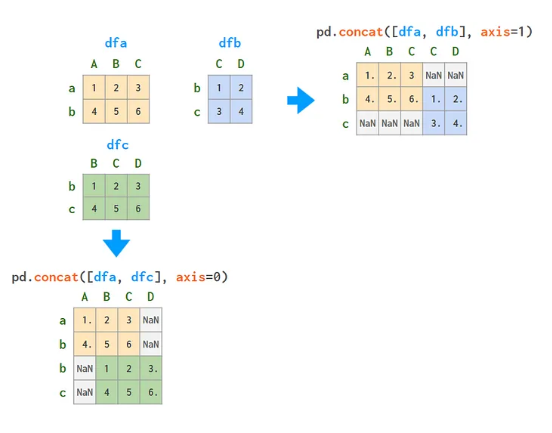 dfa
A B C
a 1 2 3
b 4 5 6
dfb
C D
b 1 2
c 3 4
pd.concat([dfa, dfb], axis=1)
A B C C D
a 1. 2. 3 NaN NaN
b 4. 5. 6. 1. 2.
c NaN NaN NaN 3. 4.
dfc
B C D
b 1 2 3
c 4 5 6
pd.concat([dfa, dfc], axis=0)
A B C D
a 1. 2 3 NaN
b 4. 5 6 NaN
b NaN 1 2 3.
c NaN 4 5 6.